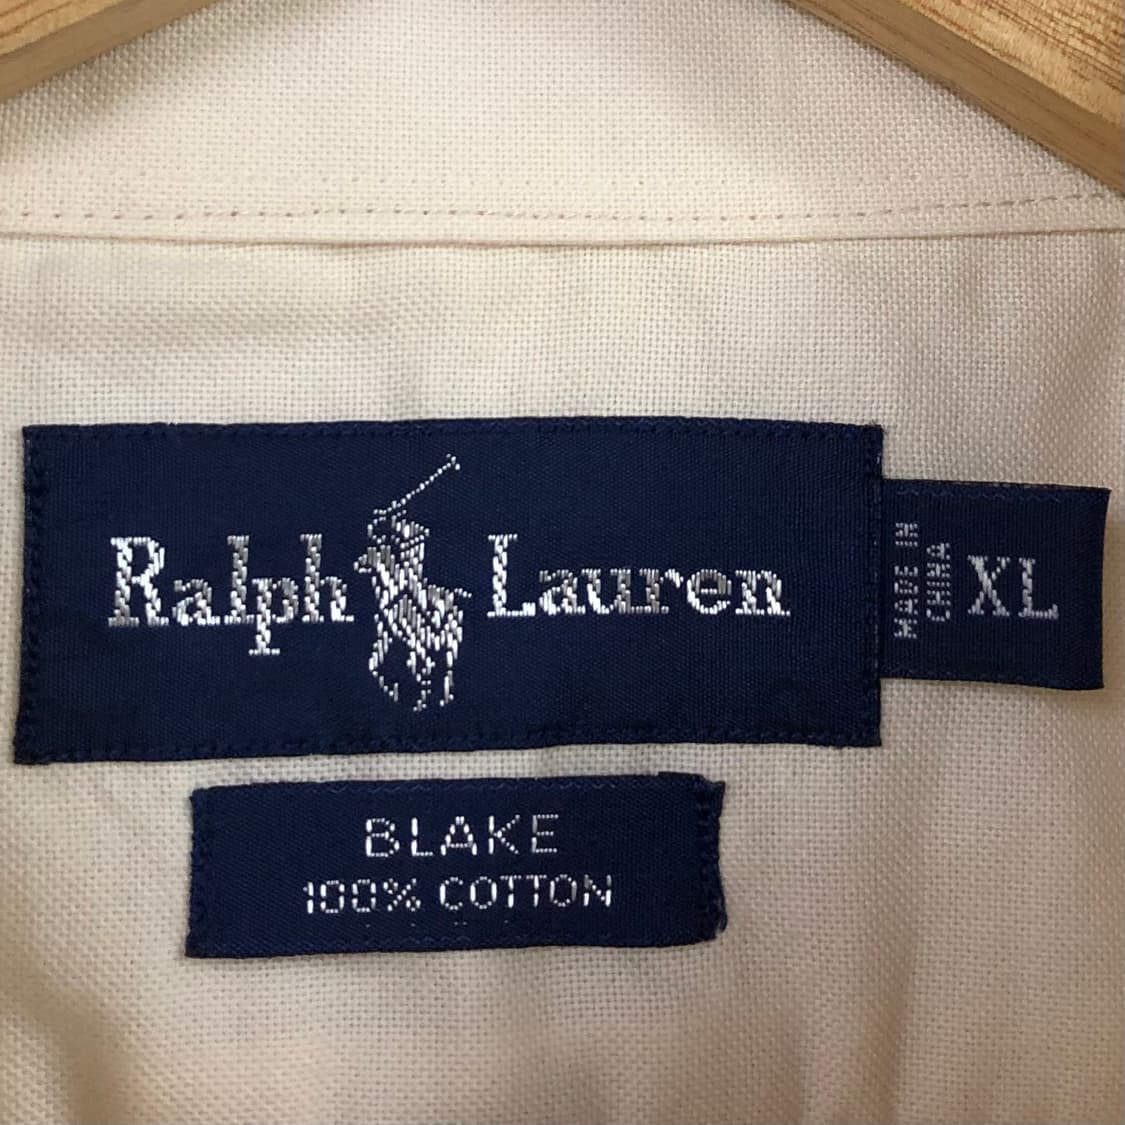 Ralph Lauren
MADE IN
CHINA
XL
BLAKE
100% COTTON